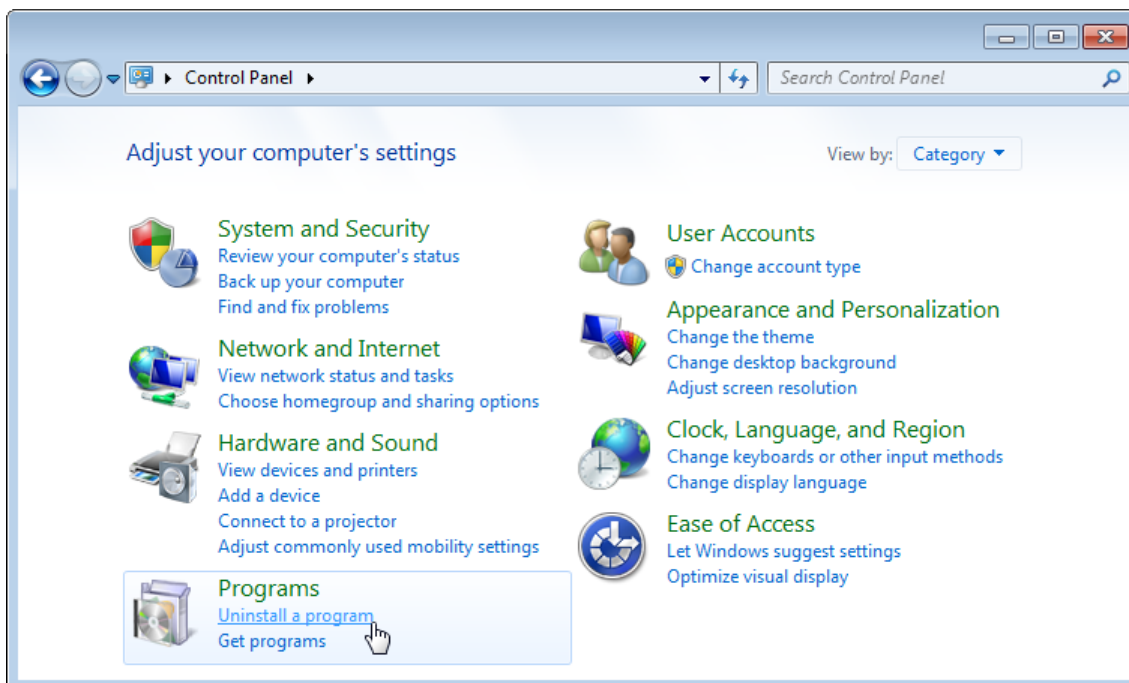 Control Panel
Search Control Panel
Adjust your computer's settings
View by: Category
System and Security
Review your computer's status
Back up your computer
Find and fix problems
Network and Internet
View network status and tasks
Choose homegroup and sharing options
Hardware and Sound
View devices and printers
Add a device
Connect to a projector
Adjust commonly used mobility settings
Programs
Uninstall a program
Get programs
User Accounts
Change account type
Appearance and Personalization
Change the theme
Change desktop background
Adjust screen resolution
Clock, Language, and Region
Change keyboards or other input methods
Change display language
Ease of Access
Let Windows suggest settings
Optimize visual display